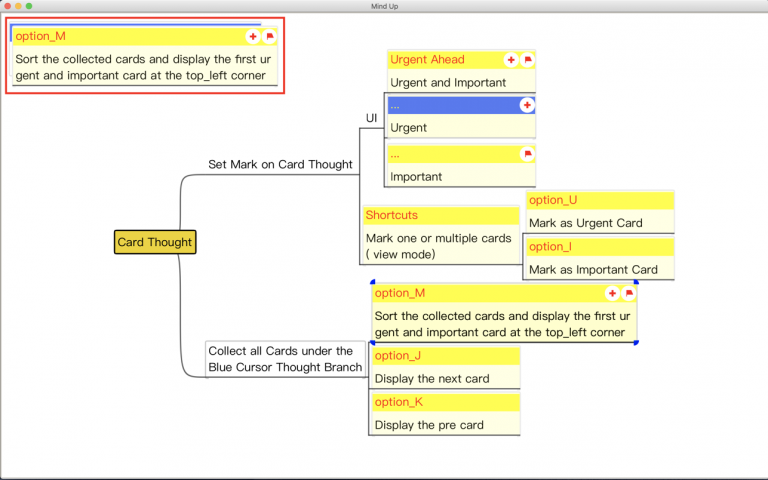 Mind Up
option_M
Sort the collected cards and display the first ur
gent and important card at the top_left corner
Urgent Ahead
Urgent and Important
UI
...
Urgent
...
Important
Set Mark on Card Thought
Shortcuts
Mark one or multiple cards
( view mode)
option_U
Mark as Urgent Card
option_I
Mark as Important Card
Card Thought
option_M
Sort the collected cards and display the first ur
gent and important card at the top_left corner
Collect all Cards under the
Blue Cursor Thought Branch
option_J
Display the next card
option_K
Display the pre card